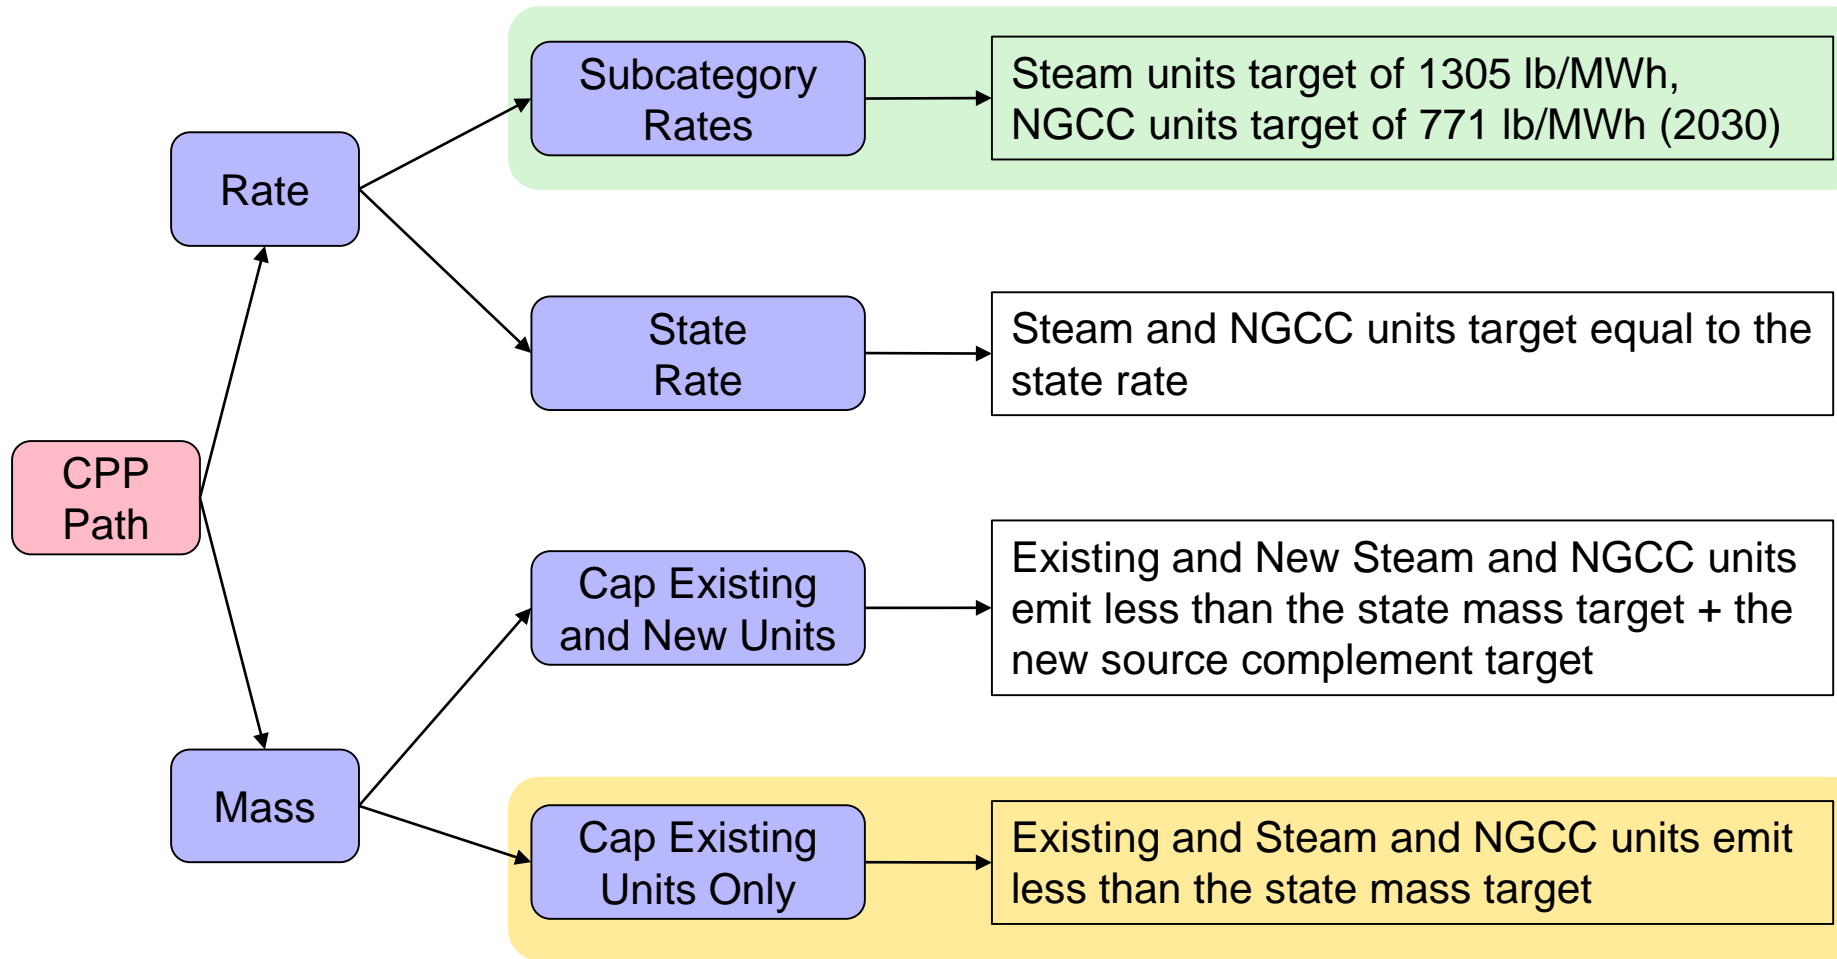 Subcategory
Rates
Steam units target of 1305 lb/MWh,
NGCC units target of 771 lb/MWh (2030)
Rate
State
Rate
Steam and NGCC units target equal to the
state rate
CPP
Path
Cap Existing
and New Units
Existing and New Steam and NGCC units
emit less than the state mass target + the
new source complement target
Mass
Cap Existing
Units Only
Existing and Steam and NGCC units emit
less than the state mass target